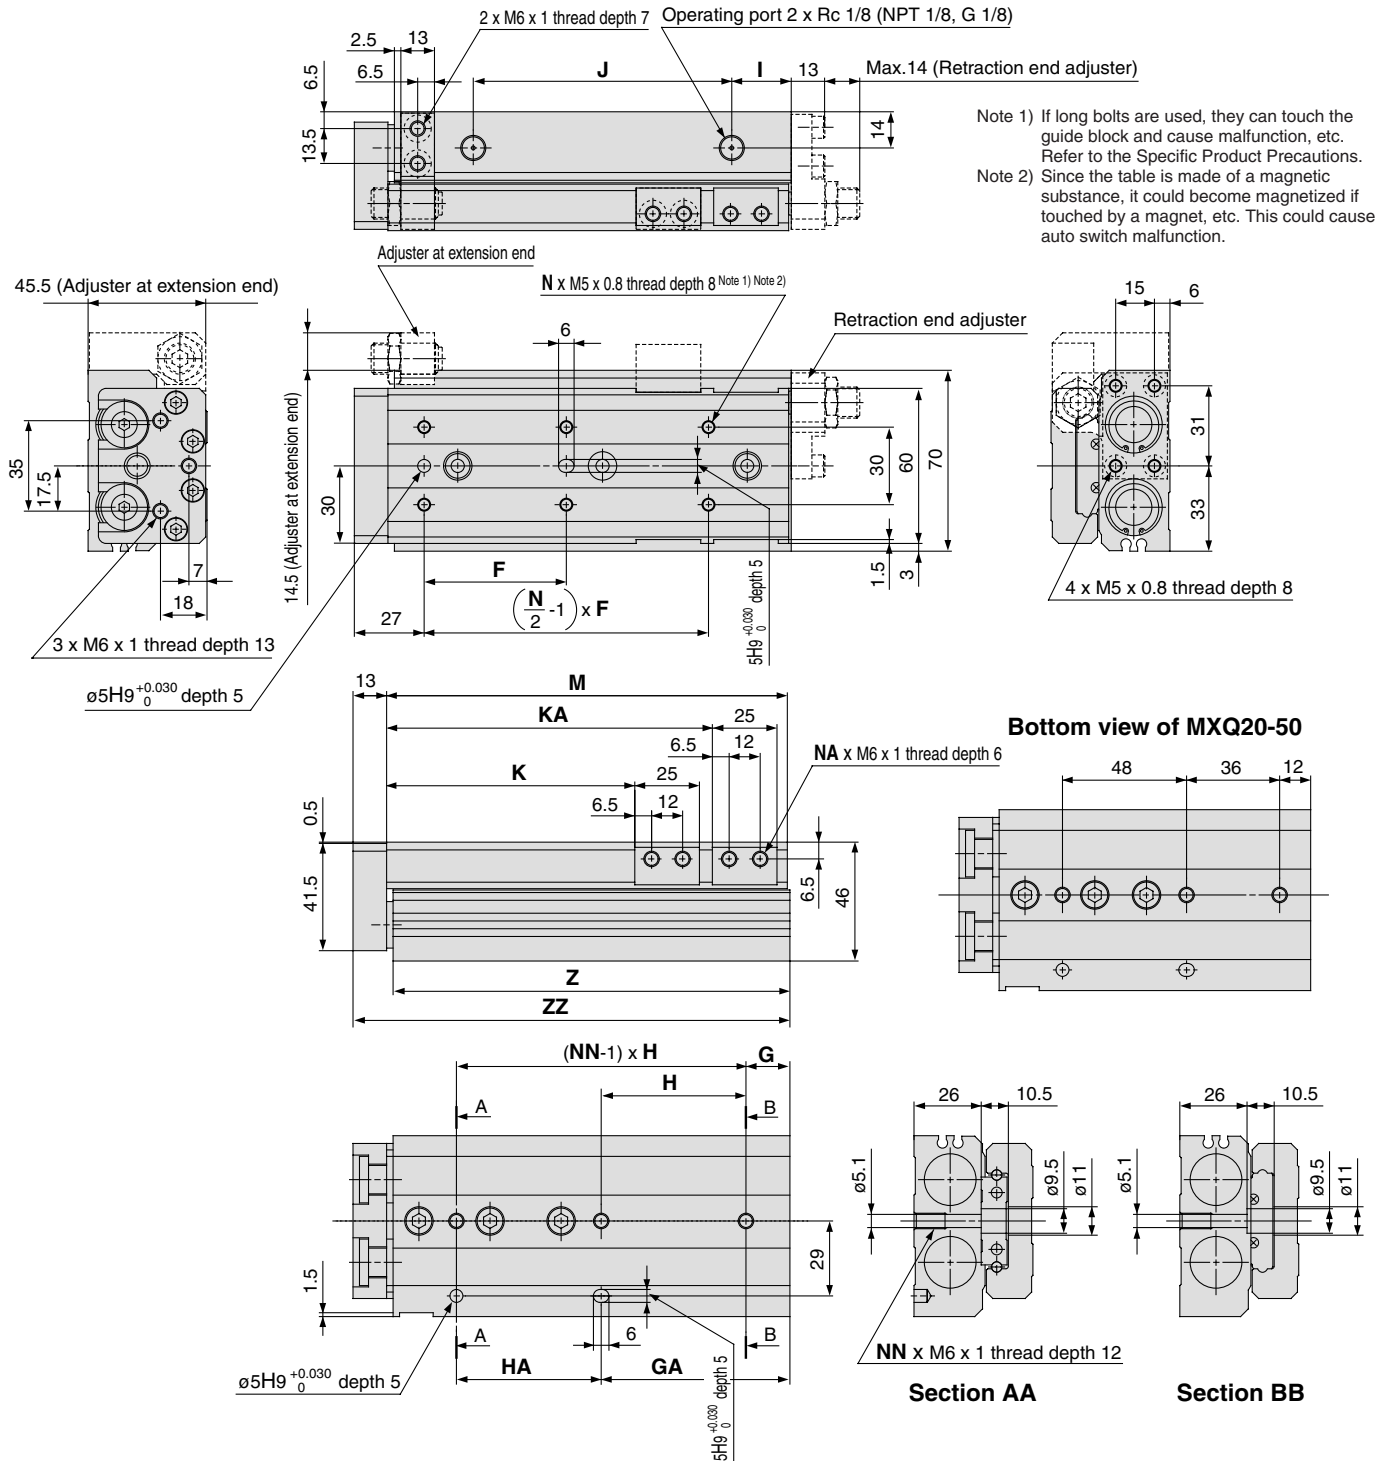 2 x M6 x 1 thread depth 7
Operating port 2 x Rc 1/8 (NPT 1/8, G 1/8)
2.5
13
6.5
6.5
13.5
J
I
13
Max.14 (Retraction end adjuster)
14
Note 1) If long bolts are used, they can touch the
guide block and cause malfunction, etc.
Refer to the Specific Product Precautions.
Note 2) Since the table is made of a magnetic
substance, it could become magnetized if
touched by a magnet, etc. This could cause
auto switch malfunction.
Adjuster at extension end
45.5 (Adjuster at extension end)
N x M5 x 0.8 thread depth 8 Note 1) Note 2)
Retraction end adjuster
6
15
6
35
17.5
14.5 (Adjuster at extension end)
30
30
60
70
31
33
7
18
F
(N/2 -1) x F
27
5H9 +0.030 0 depth 5
1.5
3
4 x M5 x 0.8 thread depth 8
3 x M6 x 1 thread depth 13
ø5H9 +0.030 0 depth 5
13
M
KA
25
6.5
12
NA x M6 x 1 thread depth 6
K
25
6.5
12
0.5
41.5
6.5
46
Z
ZZ
Bottom view of MXQ20-50
48
36
12
(NN-1) x H
G
H
A
B
29
1.5
A
B
6
HA
GA
ø5H9 +0.030 0 depth 5
5H9 +0.030 0 depth 5
26
10.5
ø5.1
ø9.5
ø11
NN x M6 x 1 thread depth 12
Section AA
26
10.5
ø5.1
ø9.5
ø11
Section BB